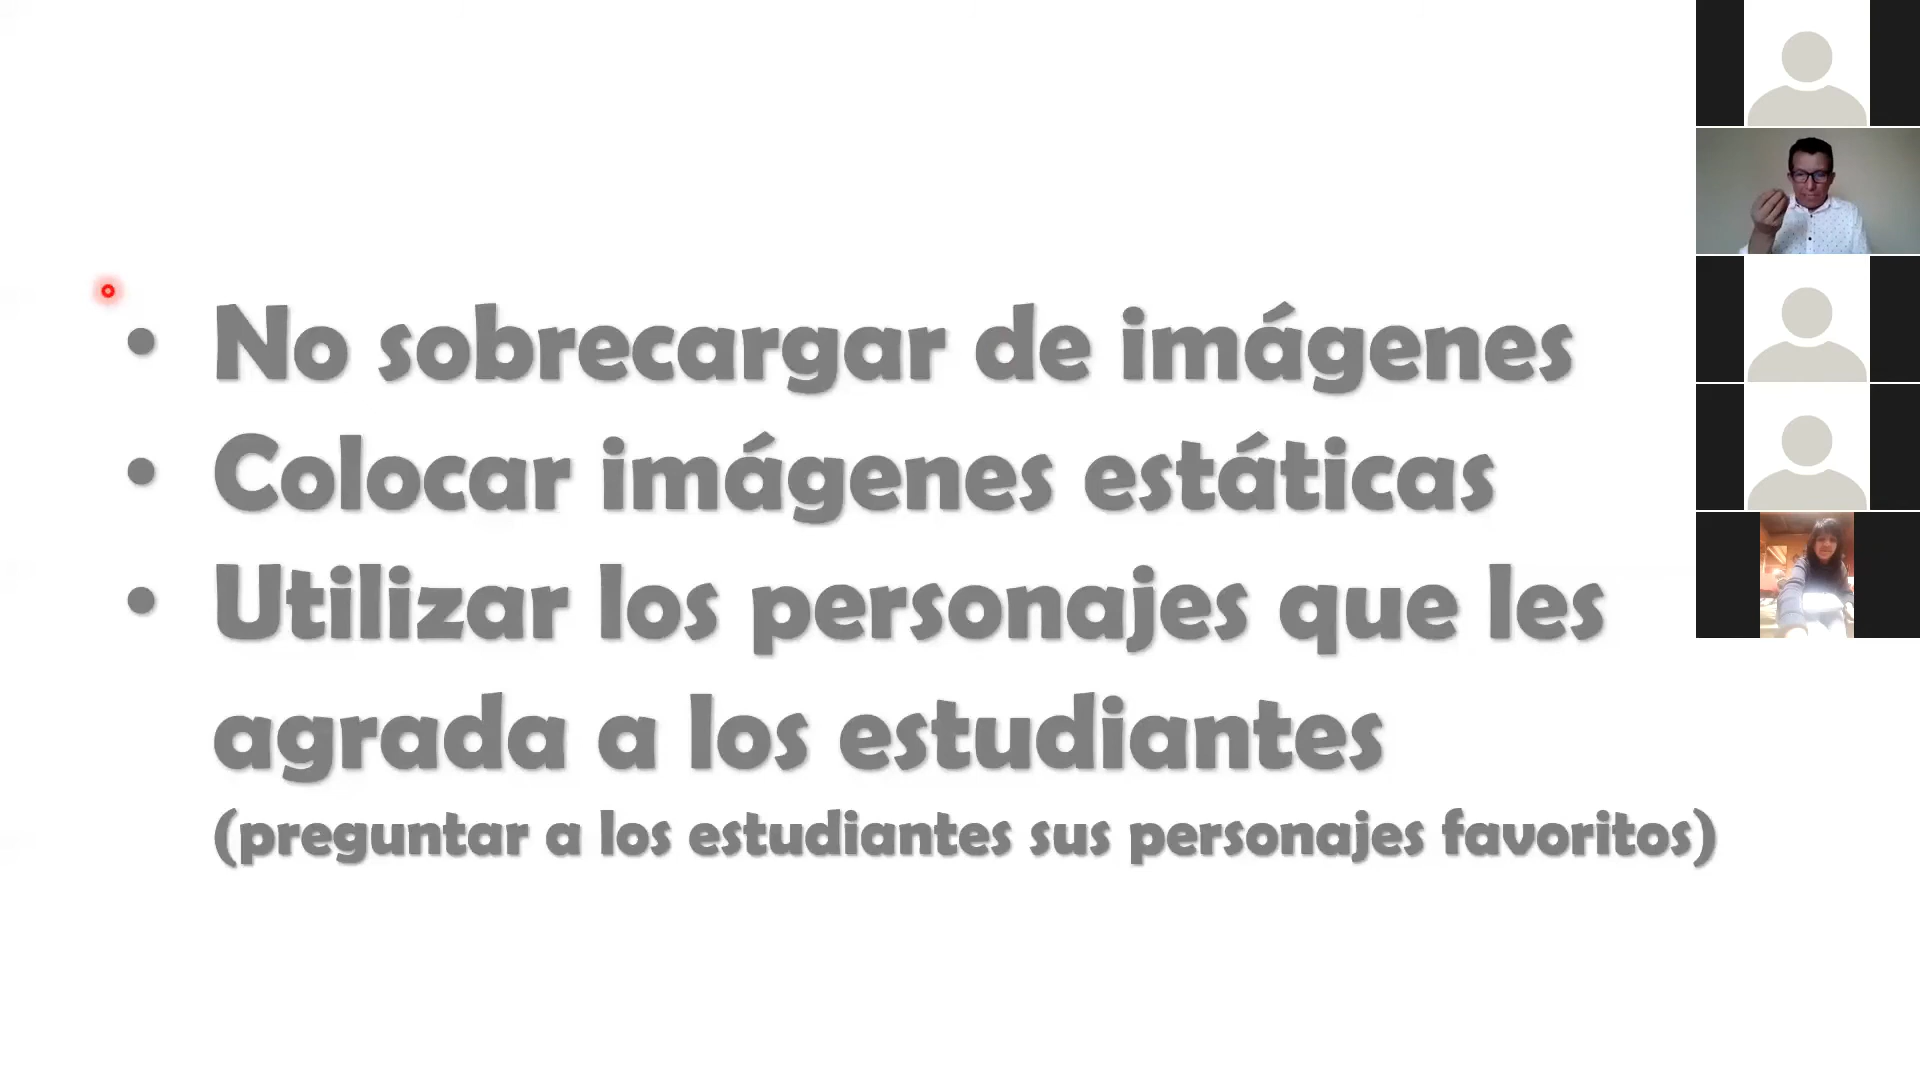 • No sobrecargar de imágenes
• Colocar imágenes estáticas
• Utilizar los personajes que les
agrada a los estudiantes
(preguntar a los estudiantes sus personajes favoritos)